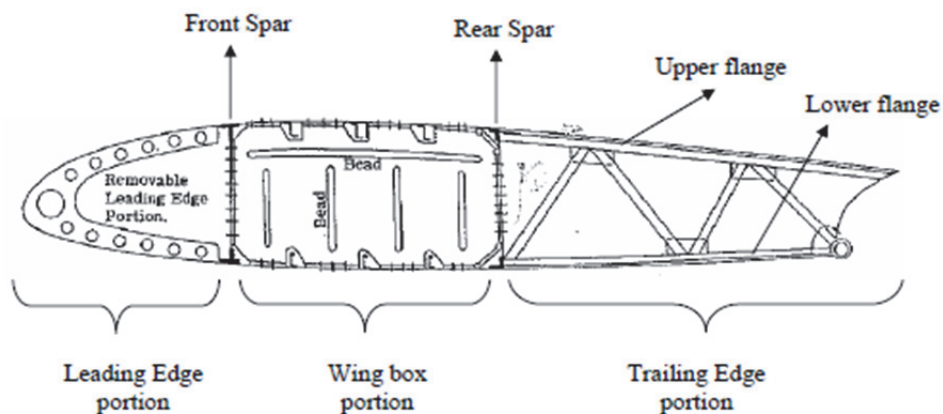 Front Spar
Rear Spar
Upper flange
Lower flange
Bead
Removable
Leading Edge
Portion.
Bead
Leading Edge
portion
Wing box
portion
Trailing Edge
portion